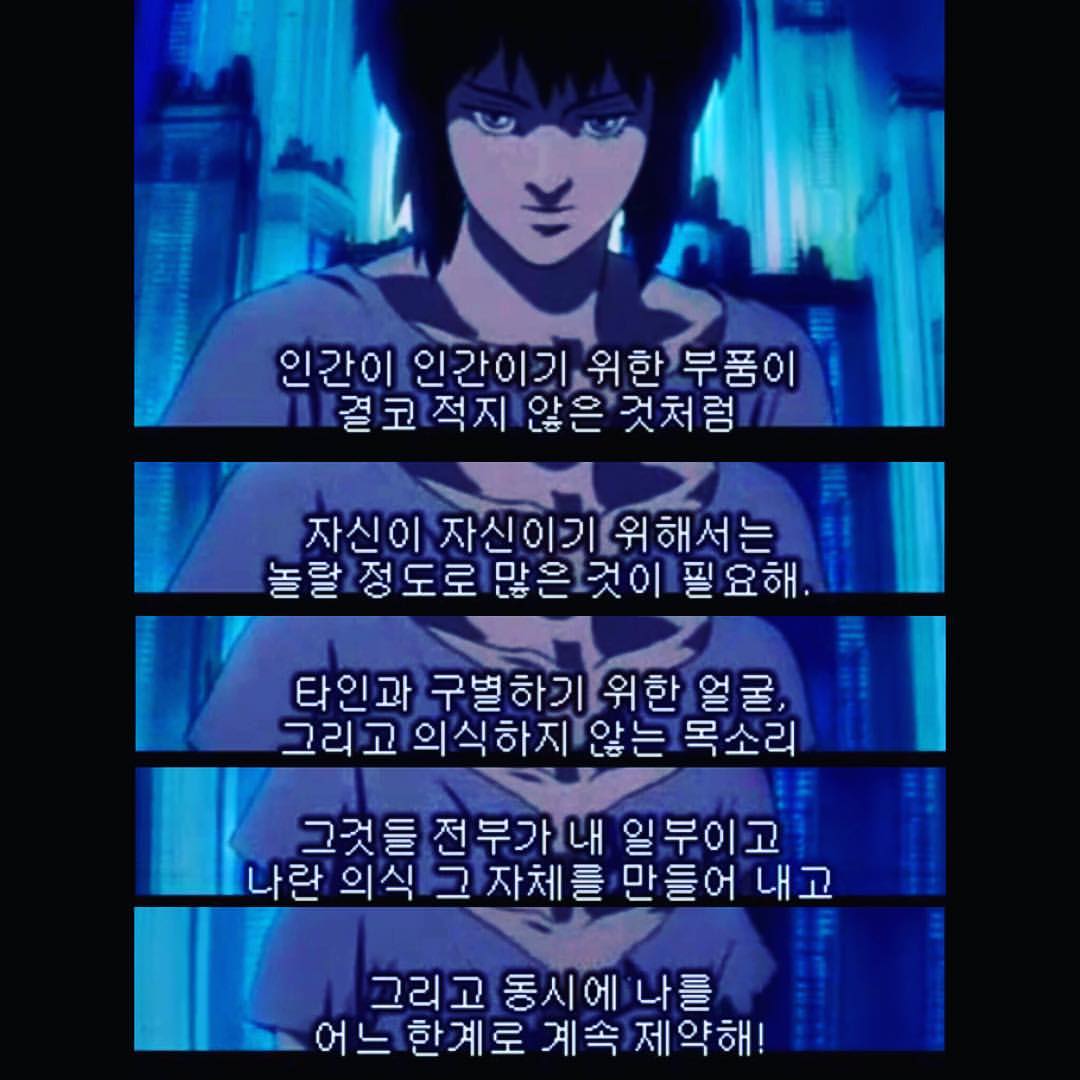 인간이 인간이기 위한 부품이
결코 적지 않은 것처럼
자신이 자신이기 위해서는
놀랄 정도로 많은 것이 필요해.
타인과 구별하기 위한 얼굴,
그리고 의식하지 않는 목소리
그것들 전부가 내 일부이고
나란 의식 그 자체를 만들어 내고
그리고 동시에 나를
어느 한계로 계속 제약해!